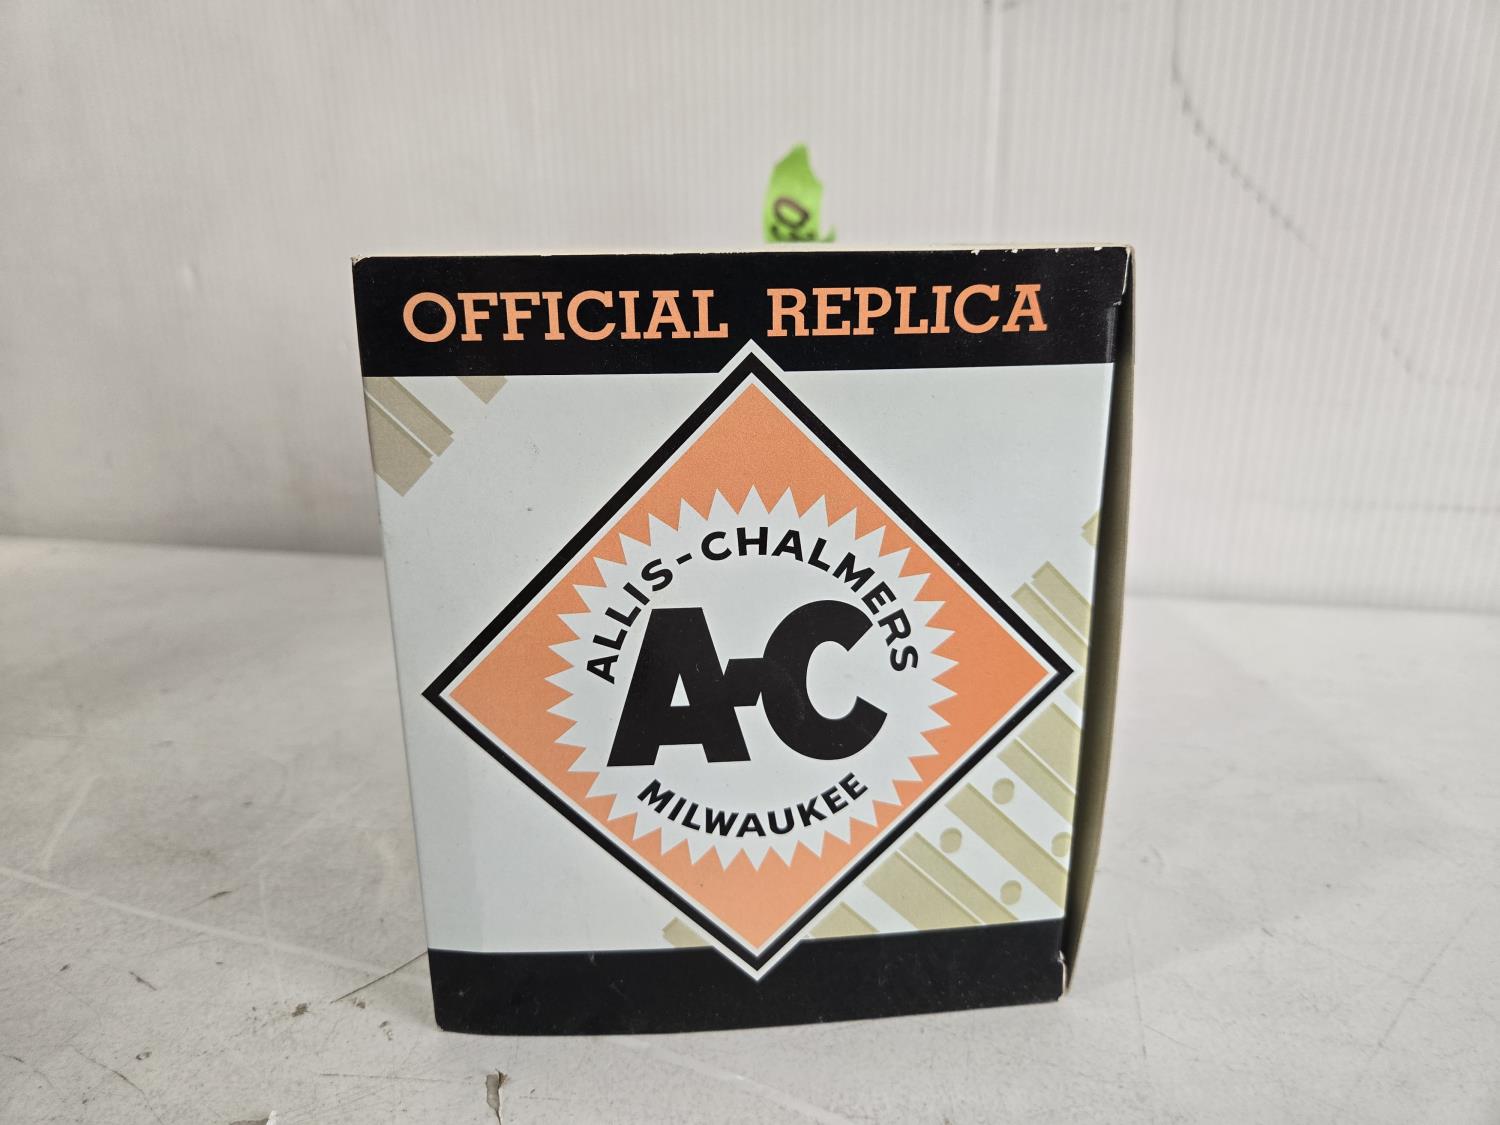 OFFICIAL REPLICA
ALLIS-CHALMERS
A-C
MILWAUKEE